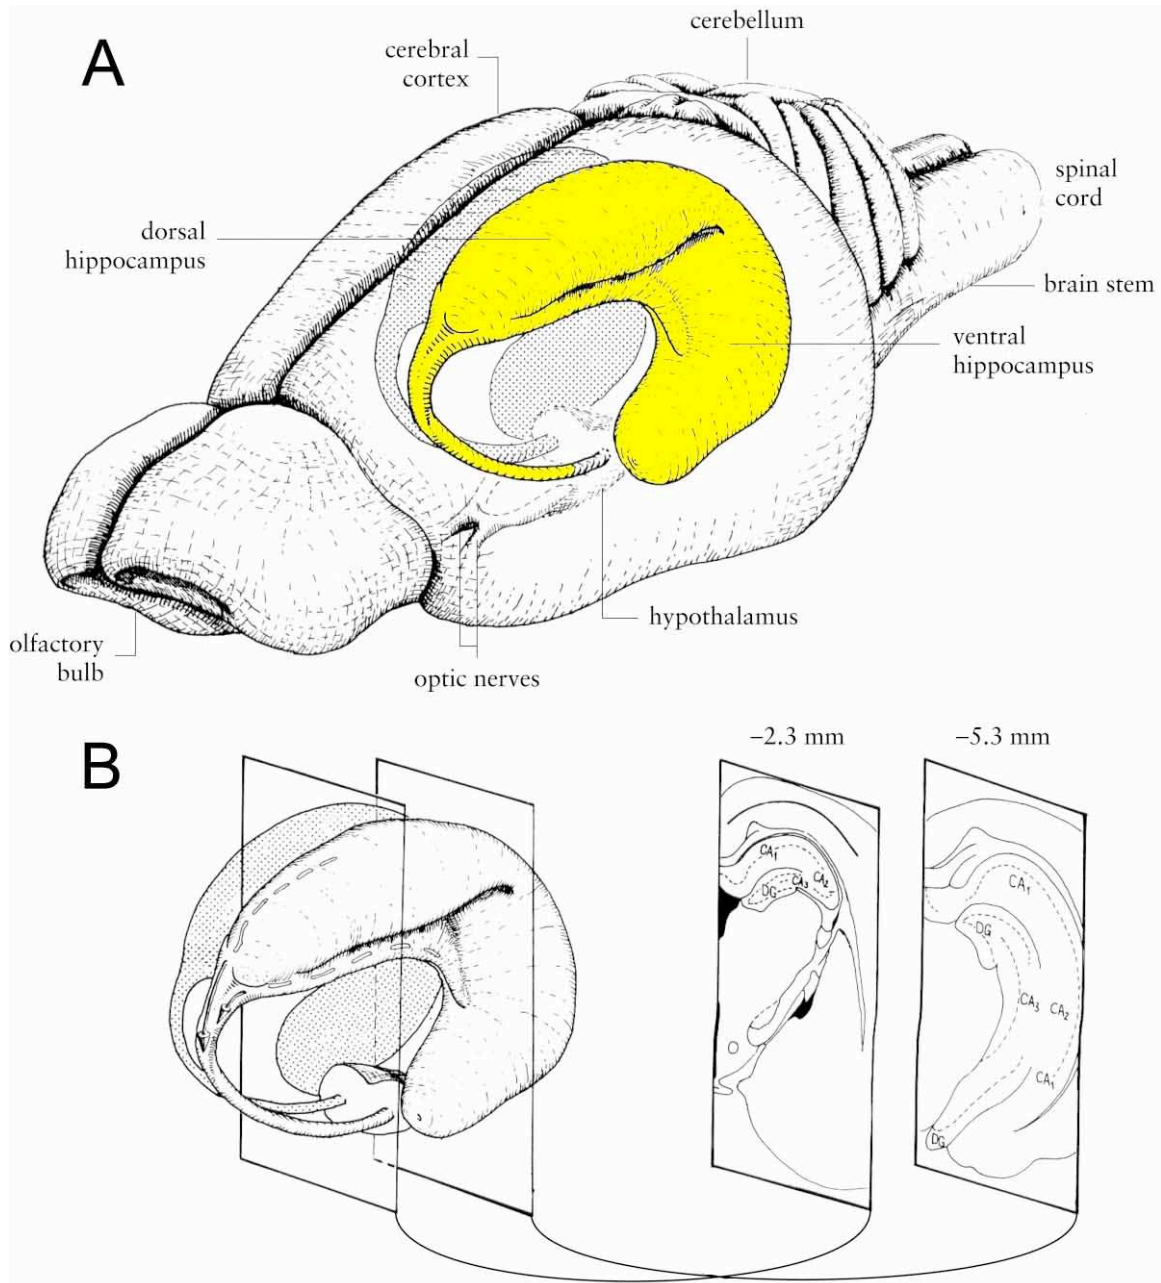 A
cerebral
cortex
cerebellum
spinal
cord
dorsal
hippocampus
brain stem
ventral
hippocampus
hypothalamus
olfactory
bulb
optic nerves
B
−2.3 mm
−5.3 mm
CA1
CA3
CA2
DG
CA1
DG
CA3
CA2
CA1
DG